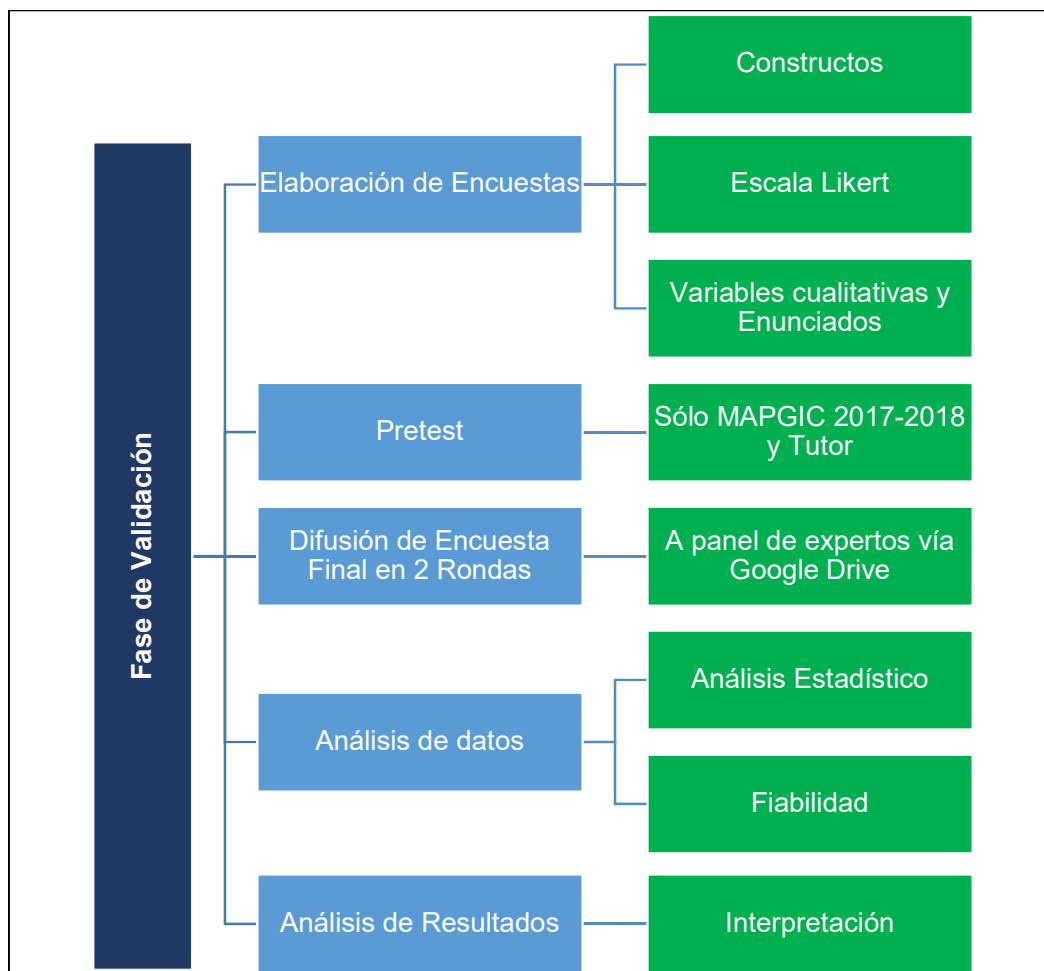 Fase de Validación
Elaboración de Encuestas
Constructos
Escala Likert
Variables cualitativas y
Enunciados
Pretest
Sólo MAPGIC 2017-2018
y Tutor
Difusión de Encuesta
Final en 2 Rondas
A panel de expertos vía
Google Drive
Análisis de datos
Análisis Estadístico
Fiabilidad
Análisis de Resultados
Interpretación